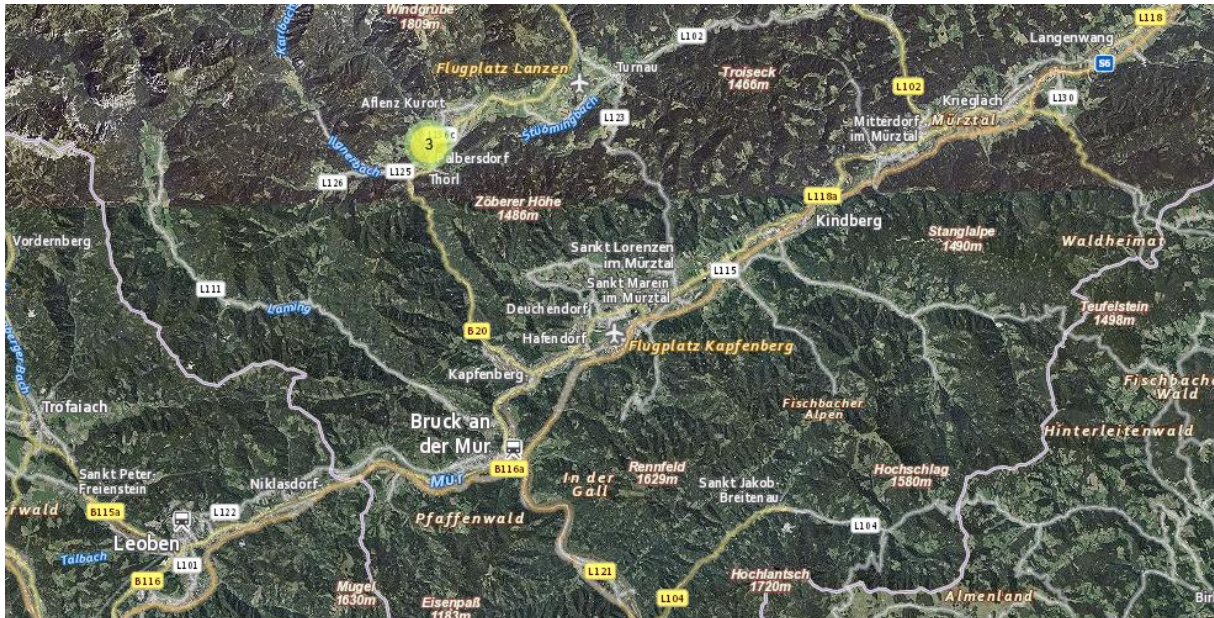 Windgrube
1809m
L118
Langenwang
Karlbach
L102
S6
Flugplatz Lanzen
Turnau
Troiseck
1466m
L102
Aflenz Kurort
Krieglach
L130
Mürztal
L123
Stübmingbach
Mitterdorf
im Mürztal
3
Ilgnerbach
L125
Thörl
L126
Zöberer Höhe
1486m
L118a
Kindberg
Stanglalpe
1490m
Waldheimat
Vordernberg
Sankt Lorenzen
im Mürztal
L115
Sankt Marein
im Mürztal
L111
Laming
Deuchendorf
Teufelstein
1498m
B20
Hafendorf
Flugplatz Kapfenberg
Kapfenberg
Trofaiach
Fischbacher
Alpen
Fischbacher
Wald
Bruck an
der Mur
Hinterleitenwald
B116a
Mur
In der
Gall
Rennfeld
1629m
Hochschlag
1580m
Sankt Peter-
Freienstein
Niklasdorf
Sankt Jakob-
Breitenau
B115a
L122
Pfaffenwald
L104
Leoben
Talbach
L101
B116
L121
Mugel
1630m
Hochlantsch
1720m
Eisenpaß
1183m
L104
Almenland